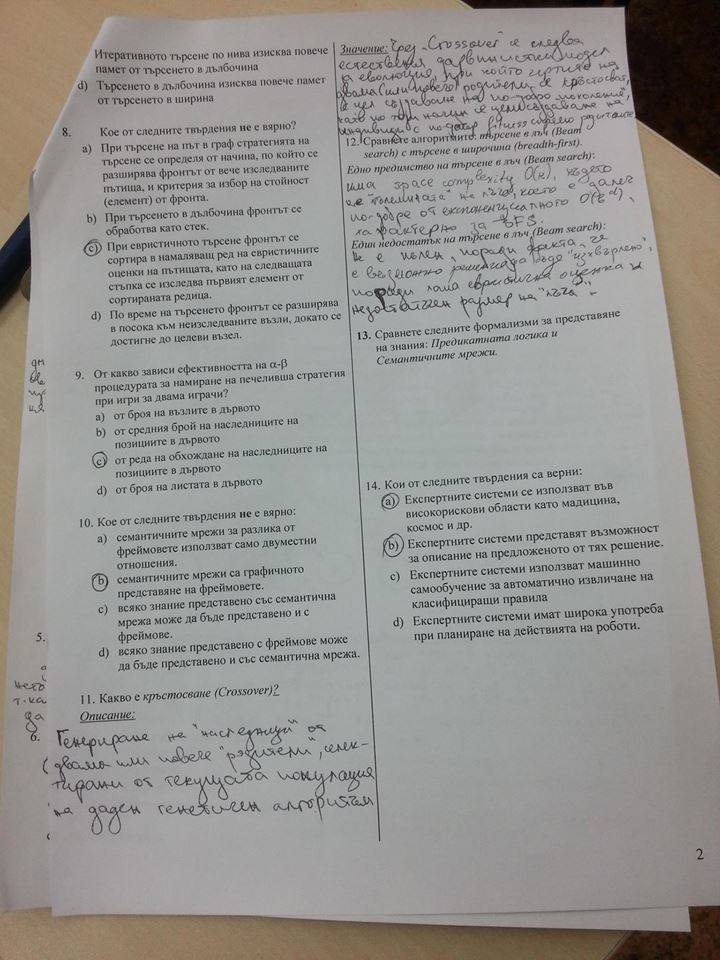 Итеративното търсене по нива изисква повече
памет от търсенето в дълбочина
d) Търсенето в дълбочина изисква повече памет
от търсенето в ширина
8. Кое от следните твърдения не е вярно?
a) При търсене на път в граф стратегията на
търсене се определя от начина, по който се
разширява фронтът от вече изследваните
пътища, и критерия за избор на стойност
(елемент) от фронта.
b) При търсенето в дълбочина фронтът се
обработва като стек.
c) При евристичното търсене фронтът се
сортира в намаляващ ред на евристичните
оценки на пътищата, като на следващата
стъпка се изследва първият елемент от
сортираната редица.
d) По време на търсенето фронтът се разширява
в посока към неизследваните възли, докато се
достигне до целеви възел.
9. От какво зависи ефективността на α-β
процедурата за намиране на печеливша стратегия
при игри за двама играчи?
a) от броя на възлите в дървото
b) от средния брой на наследниците на
позициите в дървото
c) от реда на обхождане на наследниците на
позициите в дървото
d) от броя на листата в дървото
10. Кое от следните твърдения не е вярно:
a) семантичните мрежи за разлика от
фреймовете използват само двуместни
отношения.
b) семантичните мрежи са графичното
представяне на фреймовете.
c) всяко знание представено със семантична
мрежа може да бъде представено и с
фреймове.
d) всяко знание представено с фреймове може
да бъде представено и със семантична мрежа.
11. Какво е кръстосване (Crossover)?
Описание:
Генериране на "наследници" от
двама или повече "родители", селек-
тирани от текущата популация
на даден генетичен алгоритъм
Значение: Чрез "Crossover" се следва
естествения дарвинистки модел
за еволюция, при който чертите на
двама (или повече) родители се кръстосват,
с цел създаване на "по-добро поколение",
като по този начин се цели създаване на
индивиди с по-добър fitness спрямо родителите
12. Сравнете алгоритмите: търсене в лъч (Beam
search) с търсене в широчина (breadth-first).
Едно предимство на търсене в лъч (Beam search):
има space complexity O(k), където
k е "големината" на лъча, което е далеч
по-добре от експоненциалното O(b^d),
характерно за BFS.
Един недостатък на търсене в лъч (Beam search):
Не е пълен, поради факта, че
е възможно решение да бъде "изхвърлено",
поради лоша евристична оценка и
недостатъчен размер на "лъча".
13. Сравнете следните формализми за представяне
на знания: Предикатната логика и
Семантичните мрежи.
14. Кои от следните твърдения са верни:
a) Експертните системи се използват във
високорискови области като мадицина,
космос и др.
b) Експертните системи представят възможност
за описание на предложеното от тях решение.
c) Експертните системи използват машинно
самообучение за автоматично извличане на
класифициращи правила
d) Експертните системи имат широка употреба
при планиране на действията на роботи.
5.
6.
2